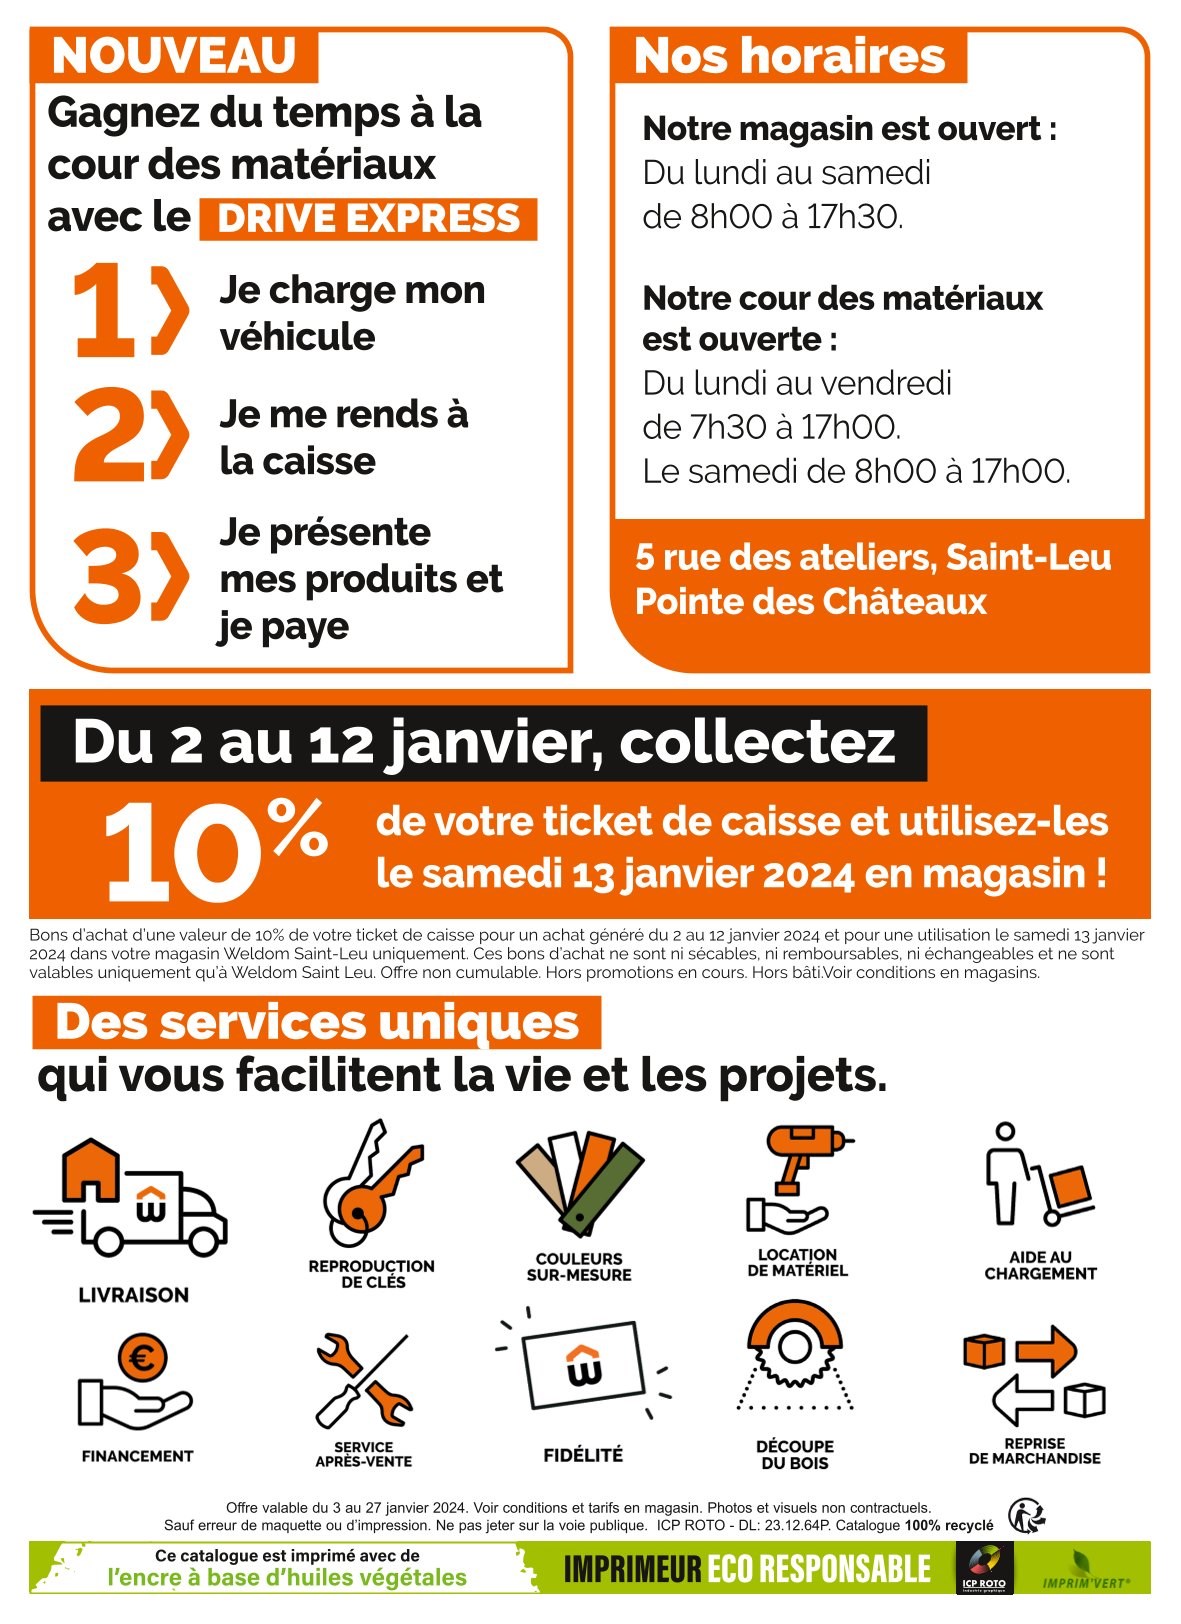 NOUVEAU
Gagnez du temps à la
cour des matériaux
avec le DRIVE EXPRESS
1 Je charge mon
véhicule
2 Je me rends à
la caisse
3 Je présente
mes produits et
je paye
Nos horaires
Notre magasin est ouvert :
Du lundi au samedi
de 8h00 à 17h30.
Notre cour des matériaux
est ouverte :
Du lundi au vendredi
de 7h30 à 17h00.
Le samedi de 8h00 à 17h00.
5 rue des ateliers, Saint-Leu
Pointe des Châteaux
Du 2 au 12 janvier, collectez
10% de votre ticket de caisse et utilisez-les
le samedi 13 janvier 2024 en magasin !
Bons d'achat d'une valeur de 10% de votre ticket de caisse pour un achat généré du 2 au 12 janvier 2024 et pour une utilisation le samedi 13 janvier
2024 dans votre magasin Weldom Saint-Leu uniquement. Ces bons d'achat ne sont ni sécables, ni remboursables, ni échangeables et ne sont
valables uniquement qu'à Weldom Saint Leu. Offre non cumulable. Hors promotions en cours. Hors bâti.Voir conditions en magasins.
Des services uniques
qui vous facilitent la vie et les projets.
LIVRAISON
REPRODUCTION
DE CLÉS
COULEURS
SUR-MESURE
LOCATION
DE MATÉRIEL
AIDE AU
CHARGEMENT
FINANCEMENT
SERVICE
APRÈS-VENTE
FIDÉLITÉ
DÉCOUPE
DU BOIS
REPRISE
DE MARCHANDISE
Offre valable du 3 au 27 janvier 2024. Voir conditions et tarifs en magasin. Photos et visuels non contractuels.
Sauf erreur de maquette ou d'impression. Ne pas jeter sur la voie publique. ICP ROTO - DL: 23.12.64P. Catalogue 100% recyclé
Ce catalogue est imprimé avec de
l'encre à base d'huiles végétales
IMPRIMEUR ECO RESPONSABLE
ICP ROTO
industrie graphique
IMPRIM'VERT®